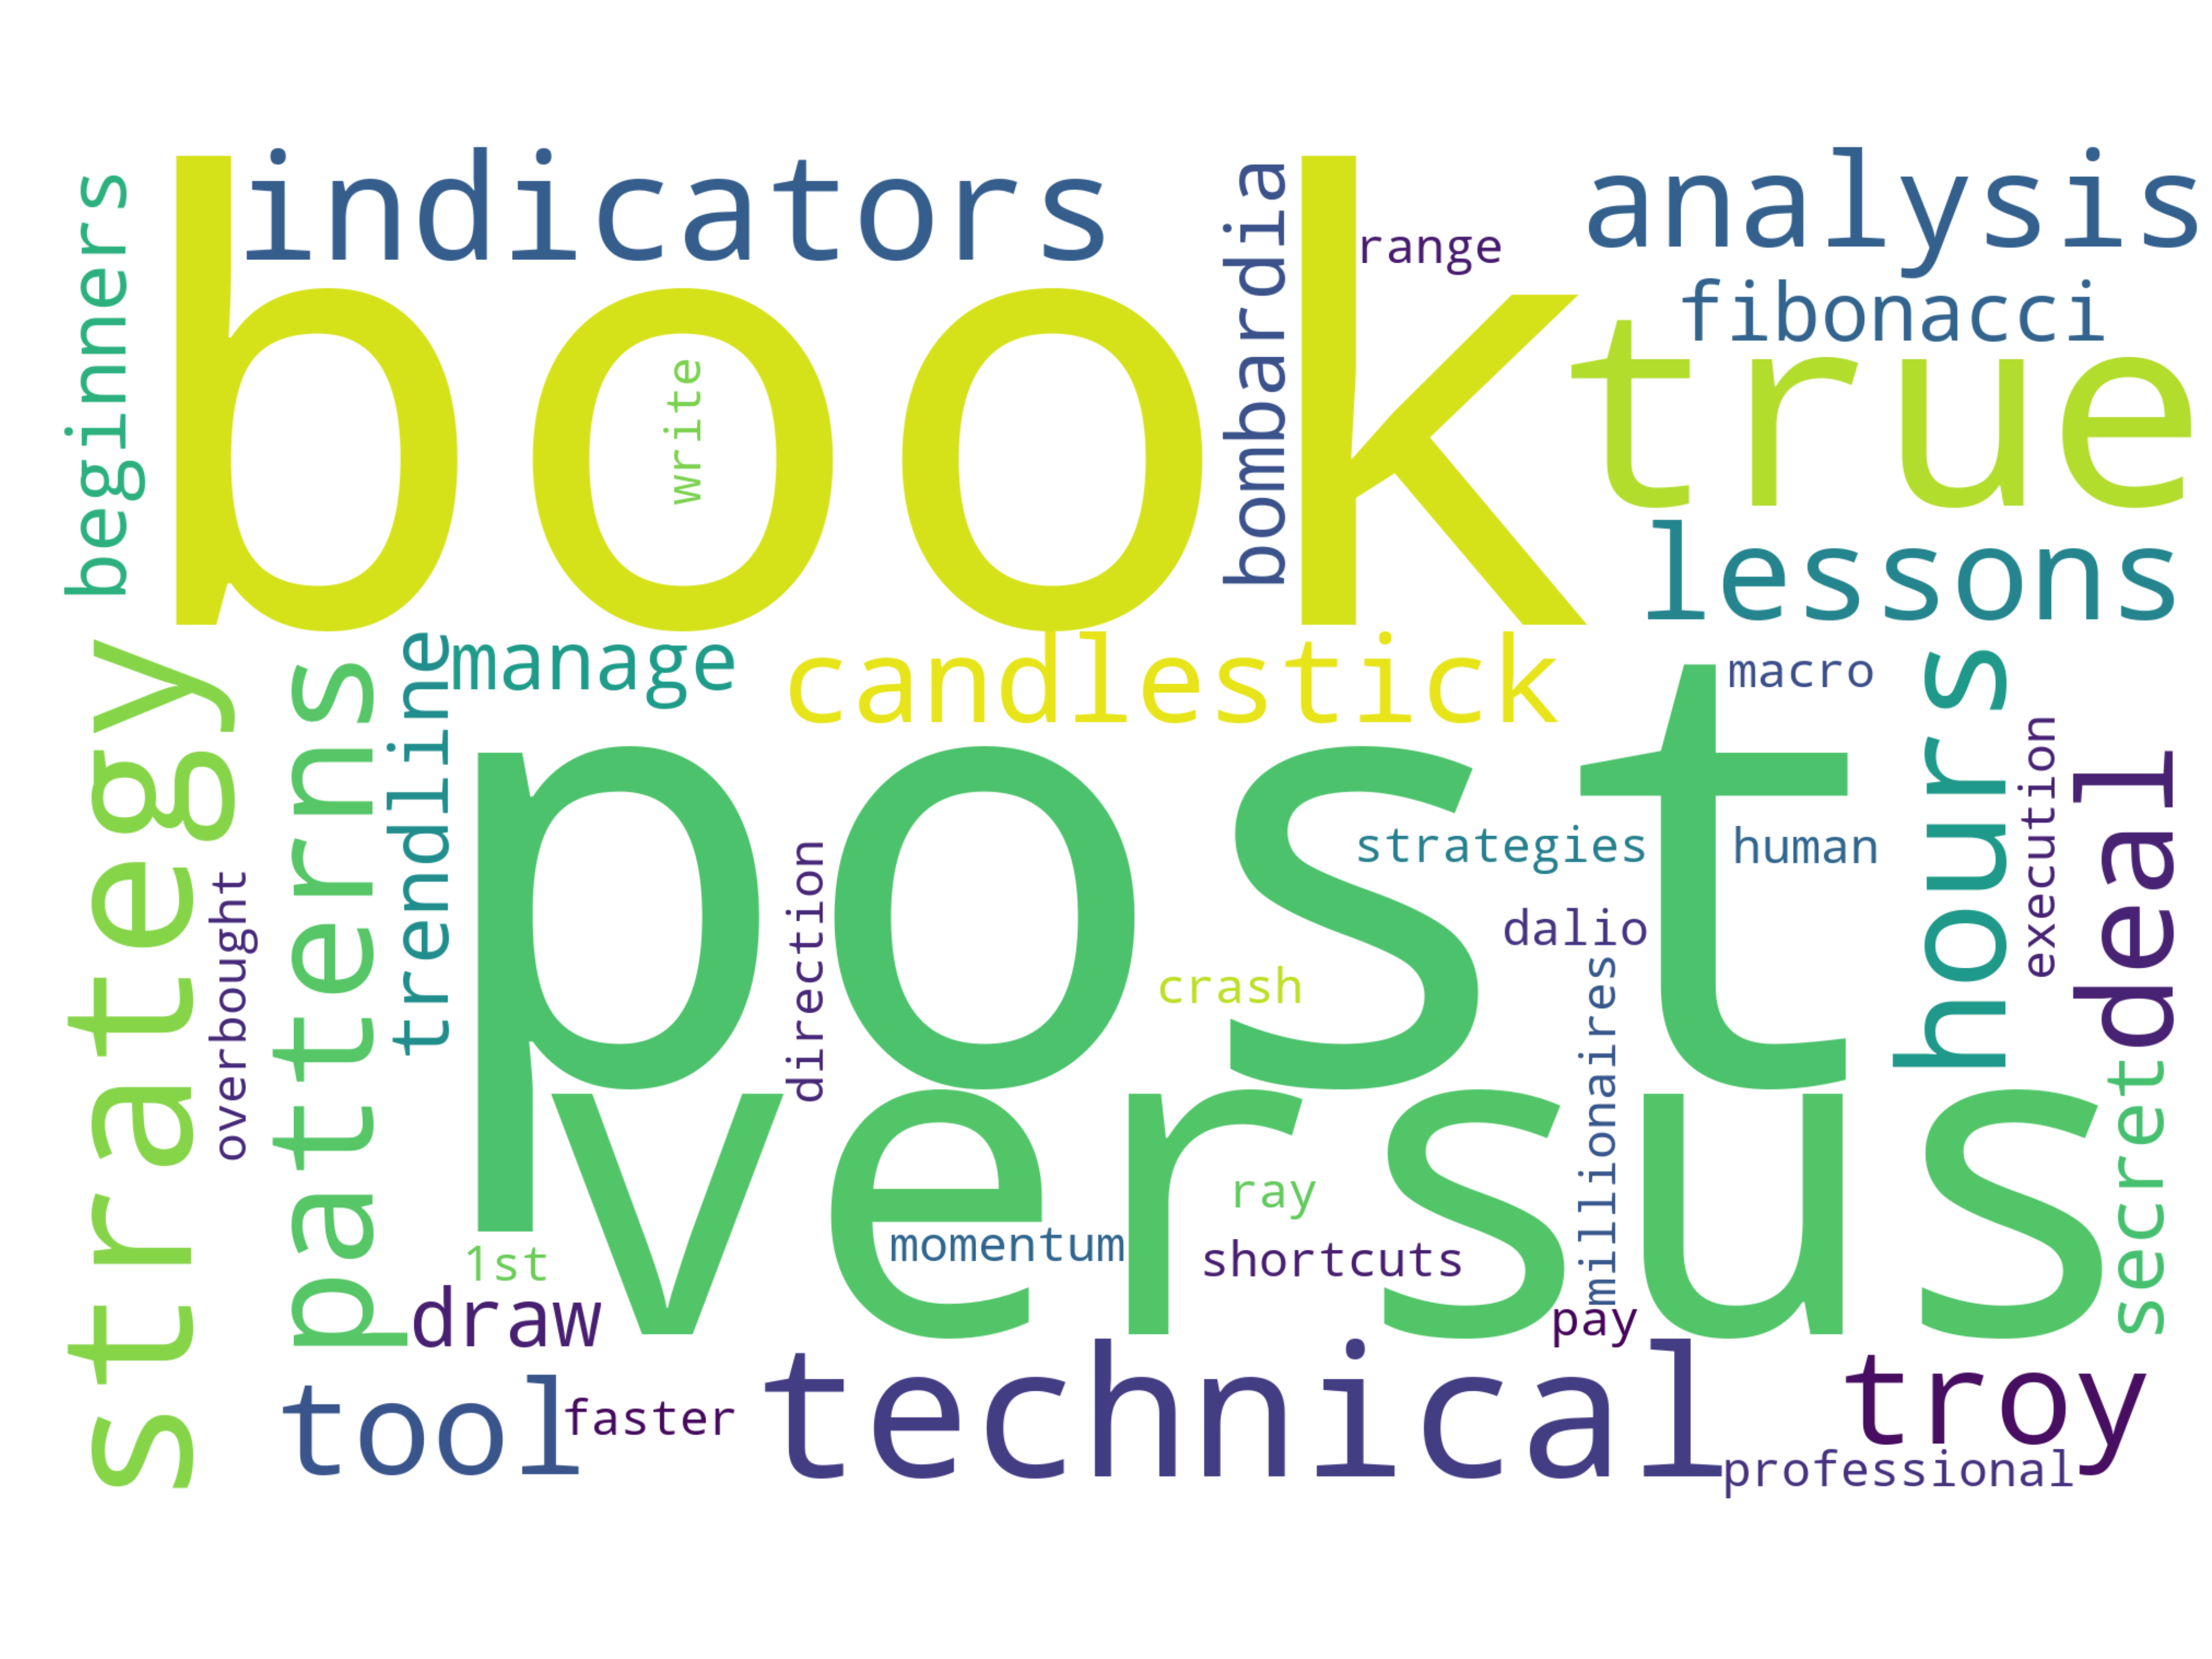 indicators
analysis
beginners
book
bombardia
range
fibonacci
true
write
lessons
manage
candlestick
macro
strategy
patterns
trendline
post
hours
execution
deal
strategies
human
overbought
direction
dalio
crash
millionaires
versus
secret
ray
momentum
shortcuts
1st
draw
pay
tool
faster
technical
troy
professional